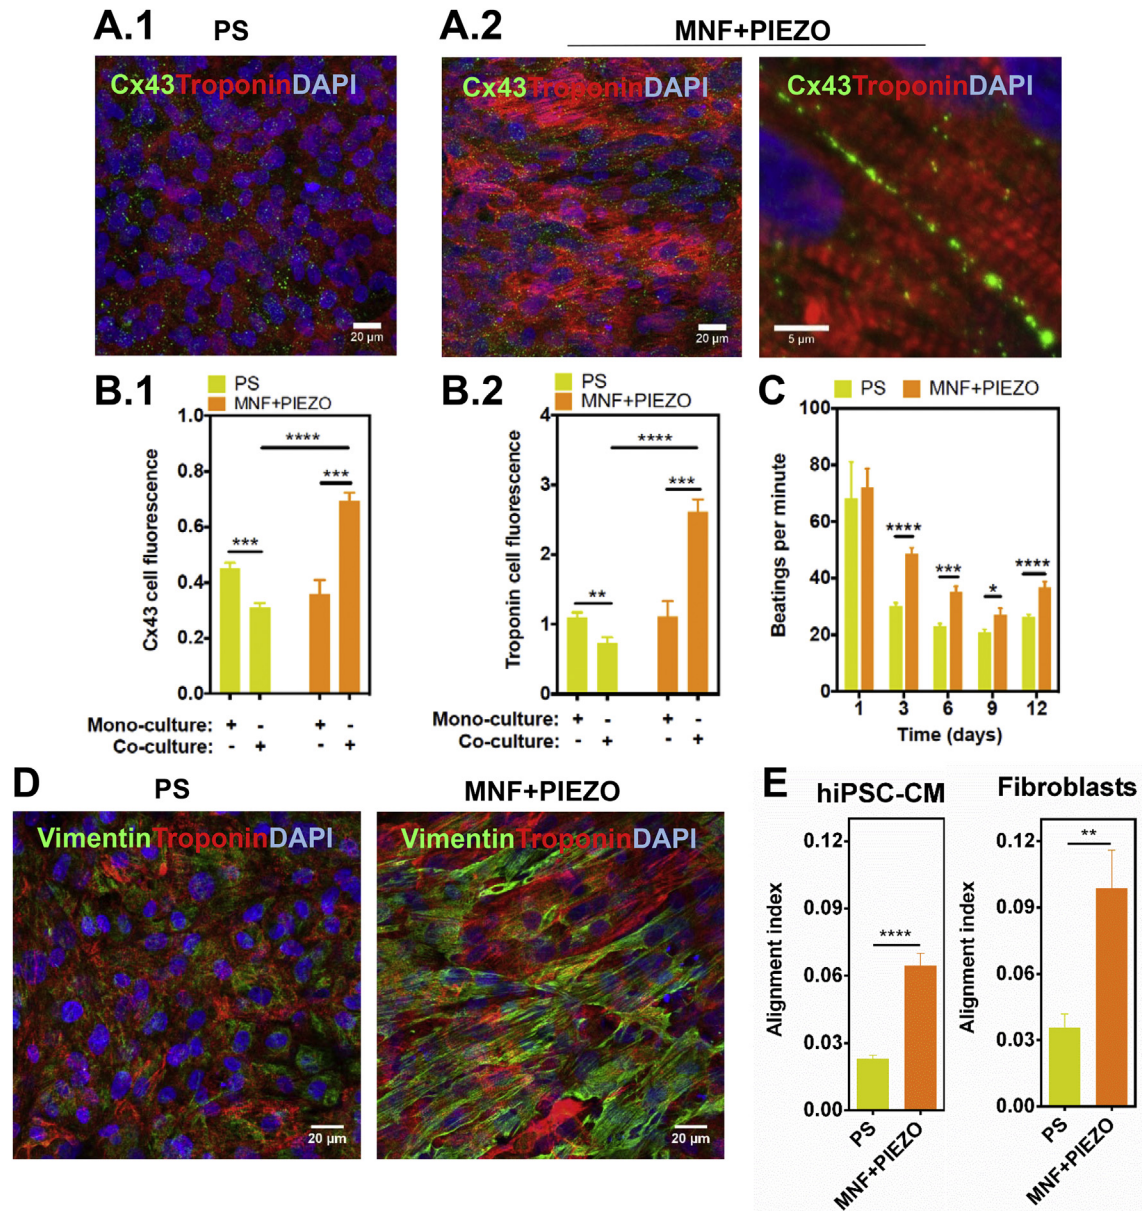 A.1 PS A.2 MNF+PIEZO
Cx43TroponinDAPI Cx43TroponinDAPI Cx43TroponinDAPI
20 µm 20 µm 5 µm
B.1
PS
MNF+PIEZO
Cx43 cell fluorescence
1.0
0.8
0.6
0.4
0.2
0.0
*** *** ****
Mono-culture: + - + -
Co-culture: - + - +
B.2
PS
MNF+PIEZO
Troponin cell fluorescence
4
3
2
1
0
** *** ****
Mono-culture: + - + -
Co-culture: - + - +
C
PS MNF+PIEZO
Beatings per minute
100
80
60
40
20
0
**** *** * ****
1 3 6 9 12
Time (days)
D PS MNF+PIEZO
VimentinTroponinDAPI VimentinTroponinDAPI
20 µm 20 µm
E
hiPSC-CM
Alignment index
0.12
0.09
0.06
0.03
0.00
****
PS MNF+PIEZO
Fibroblasts
Alignment index
0.12
0.09
0.06
0.03
0.00
**
PS MNF+PIEZO